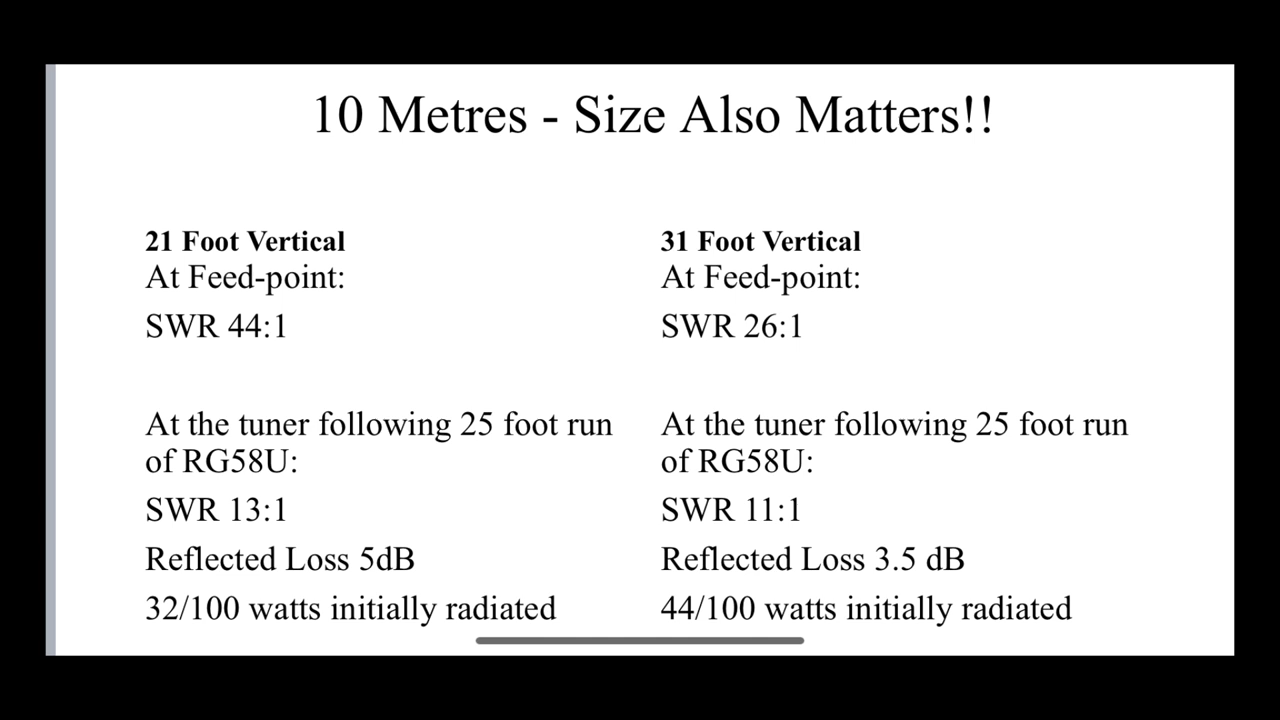 10 Metres - Size Also Matters!!
21 Foot Vertical
At Feed-point:
SWR 44:1
At the tuner following 25 foot run
of RG58U:
SWR 13:1
Reflected Loss 5dB
32/100 watts initially radiated
31 Foot Vertical
At Feed-point:
SWR 26:1
At the tuner following 25 foot run
of RG58U:
SWR 11:1
Reflected Loss 3.5 dB
44/100 watts initially radiated